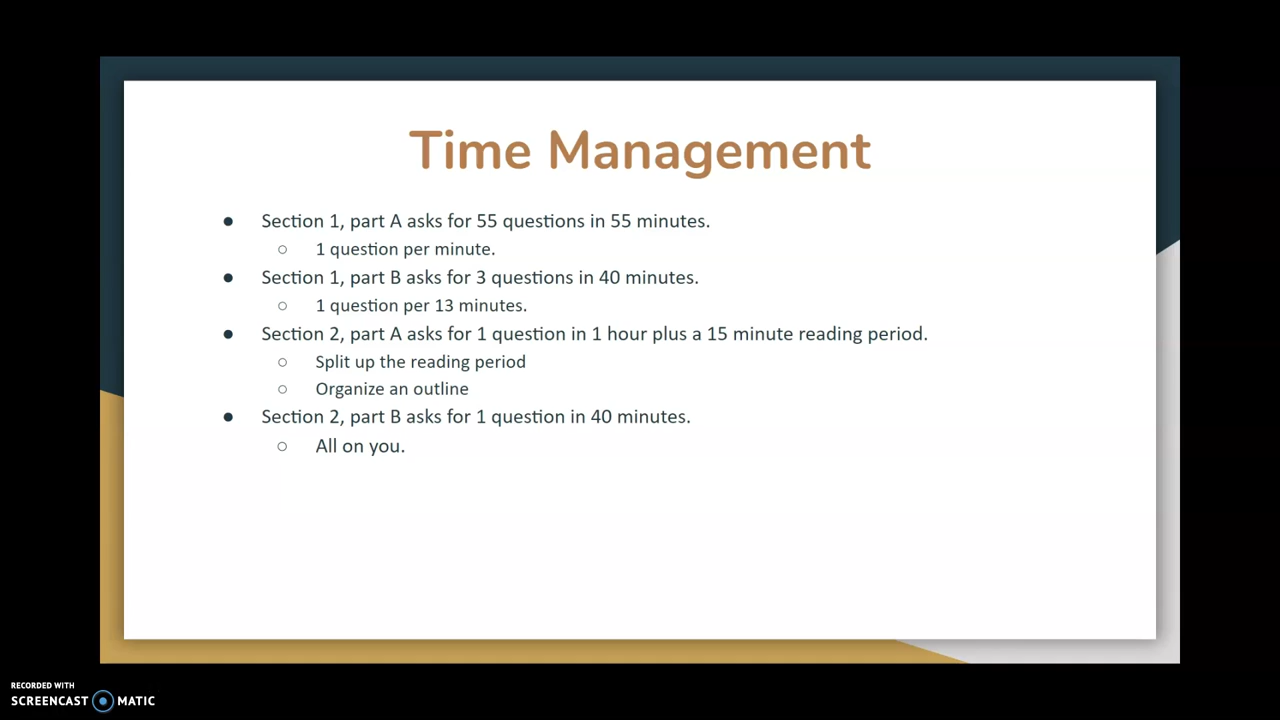 Time Management
● Section 1, part A asks for 55 questions in 55 minutes.
○ 1 question per minute.
● Section 1, part B asks for 3 questions in 40 minutes.
○ 1 question per 13 minutes.
● Section 2, part A asks for 1 question in 1 hour plus a 15 minute reading period.
○ Split up the reading period
○ Organize an outline
● Section 2, part B asks for 1 question in 40 minutes.
○ All on you.
RECORDED WITH
SCREENCAST MATIC